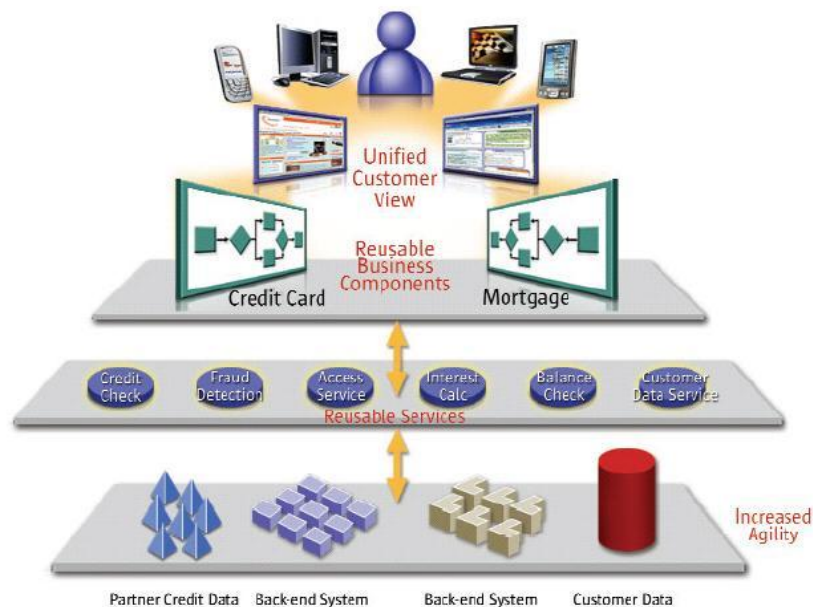 Unified
Customer
View
Reusable
Business
Components
Credit Card
Mortgage
Credit
Check
Fraud
Detection
Access
Service
Interest
Calc
Balance
Check
Customer
Data Service
Reusable Services
Increased
Agility
Partner Credit Data
Back-end System
Back-end System
Customer Data